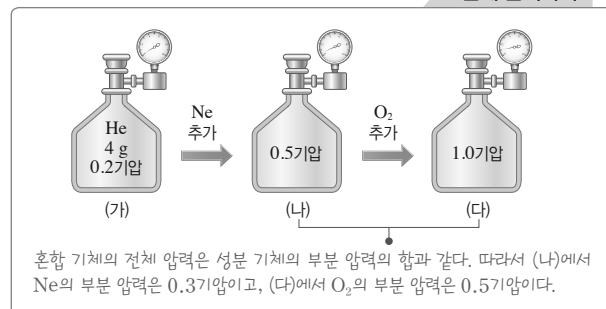 He
4 g
0.2기압
Ne
추가
0.5기압
O₂
추가
1.0기압
(가)
(나)
(다)
혼합 기체의 전체 압력은 성분 기체의 부분 압력의 합과 같다. 따라서 (나)에서
Ne의 부분 압력은 0.3기압이고, (다)에서 O₂의 부분 압력은 0.5기압이다.